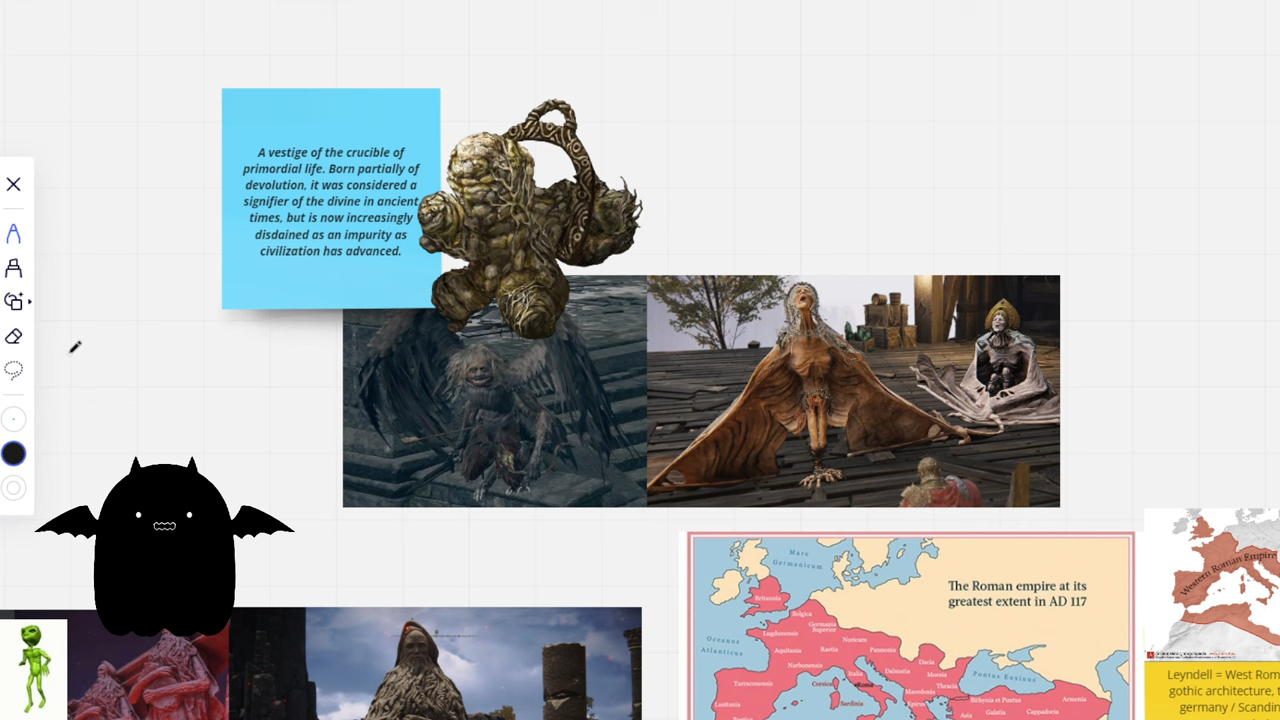 A vestige of the crucible of
primordial life. Born partially of
devolution, it was considered a
signifier of the divine in ancient
times, but is now increasingly
disdained as an impurity as
civilization has advanced.
Mare
Germanicum
The Roman empire at its
greatest extent in AD 117
Britannia
Belgica
Germania
Superior
Lugdunensis
Noricum
Oceanus
Atlanticus
Aquitania
Raetia
Pannonia
Dacia
Narbonensis
Dalmatia
Moesia
Pontus Euxinus
Tarraconensis
Corsica
Italia
Rome
Thracia
Macedonia
Sardinia
Epirus
Lusitania
Bithynia et Pontus
Armenia
Asia
Galatia
Cappadocia
Western Roman Empire
Leyndell = West Rom
gothic architecture, t
germany / Scandin